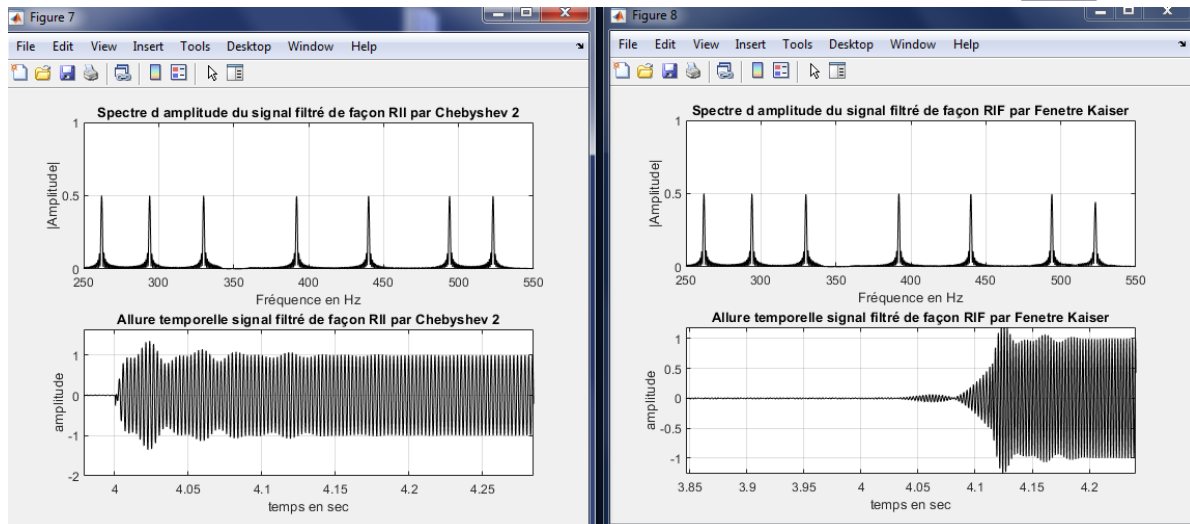 Figure 7
File Edit View Insert Tools Desktop Window Help
Spectre d amplitude du signal filtré de façon RII par Chebyshev 2
|Amplitude|
1
0.5
0
250 300 350 400 450 500 550
Fréquence en Hz
Allure temporelle signal filtré de façon RII par Chebyshev 2
amplitude
1
0
-1
-2
4 4.05 4.1 4.15 4.2 4.25
temps en sec
Figure 8
File Edit View Insert Tools Desktop Window Help
Spectre d amplitude du signal filtré de façon RIF par Fenetre Kaiser
|Amplitude|
1
0.5
0
250 300 350 400 450 500 550
Fréquence en Hz
Allure temporelle signal filtré de façon RIF par Fenetre Kaiser
amplitude
1
0.5
0
-0.5
-1
3.85 3.9 3.95 4 4.05 4.1 4.15 4.2
temps en sec